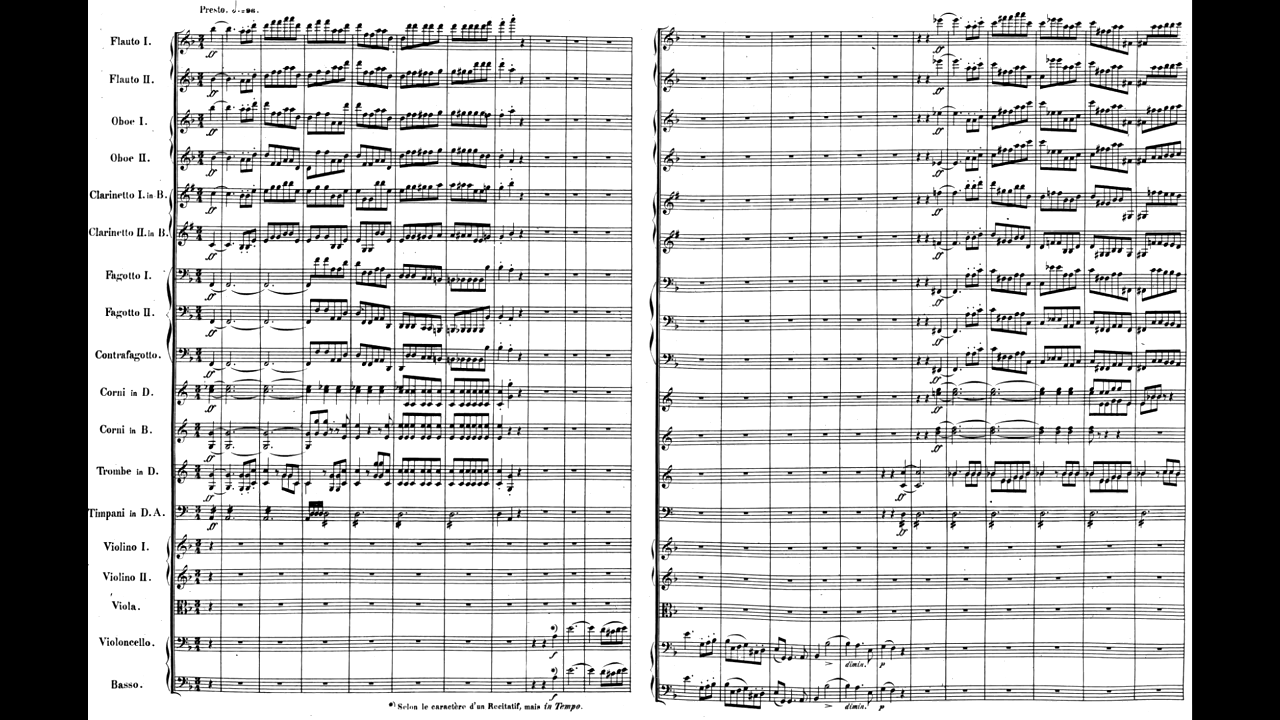 Presto.
Flauto I.
Flauto II.
Oboe I.
Oboe II.
Clarinetto I. in B.
Clarinetto II. in B.
Fagotto I.
Fagotto II.
Contrafagotto.
Corni in D.
Corni in B.
Trombe in D.
Timpani in D.A.
Violino I.
Violino II.
Viola.
Violoncello.
Basso.
dimin. p
dimin. p
*) Selon le caractère d'un Recitatif, mais in Tempo.